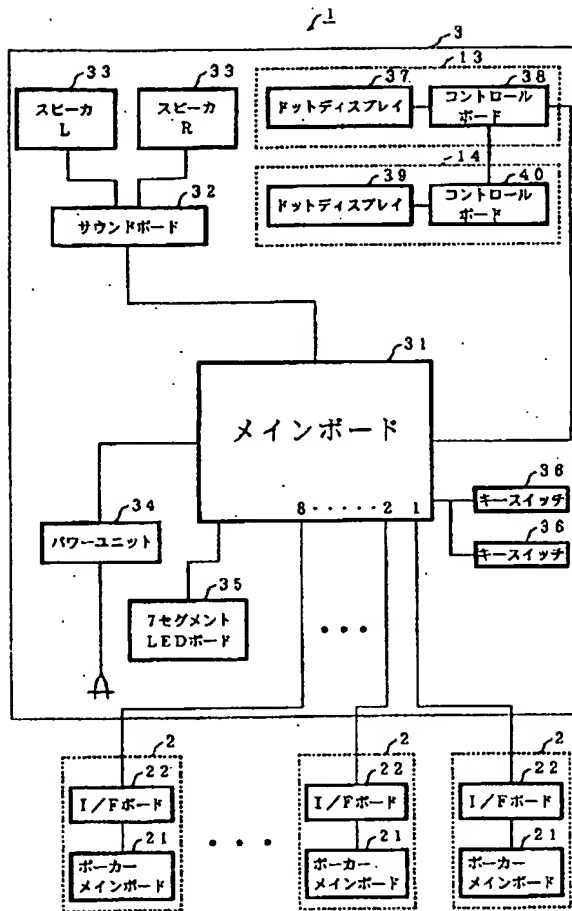 1
3
33
33
スピーカ
L
スピーカ
R
32
サウンドボード
13
37
38
ドットディスプレイ
コントロール
ボード
14
39
40
ドットディスプレイ
コントロール
ボード
31
メインボード
8・・・・・2 1
34
パワーユニット
35
7セグメント
LEDボード
36
キースイッチ
36
キースイッチ
・・・
2
22
I/Fボード
21
ポーカー
メインボード
・・・
2
22
I/Fボード
21
ポーカー
メインボード
2
22
I/Fボード
21
ポーカー
メインボード